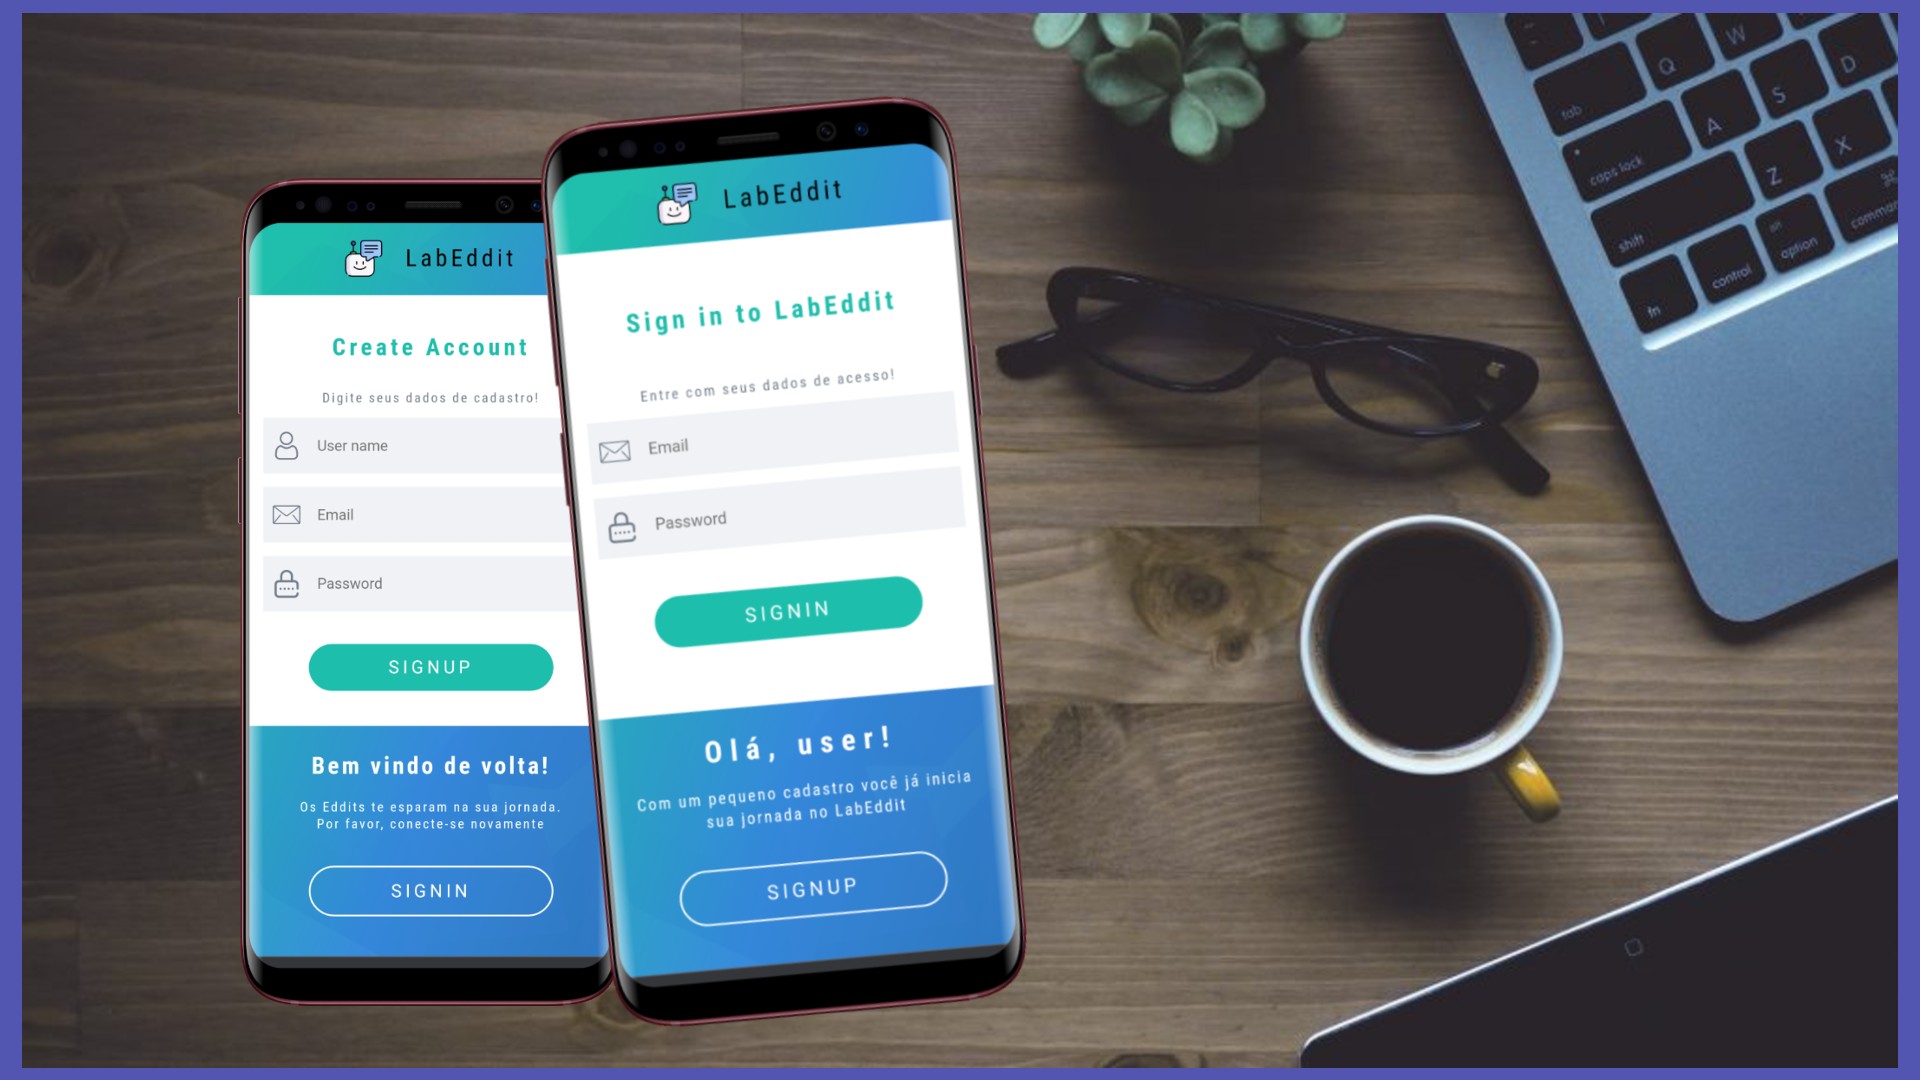 LabEddit
Create Account
Digite seus dados de cadastro!
User name
Email
Password
SIGNUP
Bem vindo de volta!
Os Eddits te esparam na sua jornada.
Por favor, conecte-se novamente
SIGNIN
LabEddit
Sign in to LabEddit
Entre com seus dados de acesso!
Email
Password
SIGNIN
Olá, user!
Com um pequeno cadastro você já inicia
sua jornada no LabEddit
SIGNUP
Q W
tab
A S D
caps lock
Z X
shift
fn control alt option